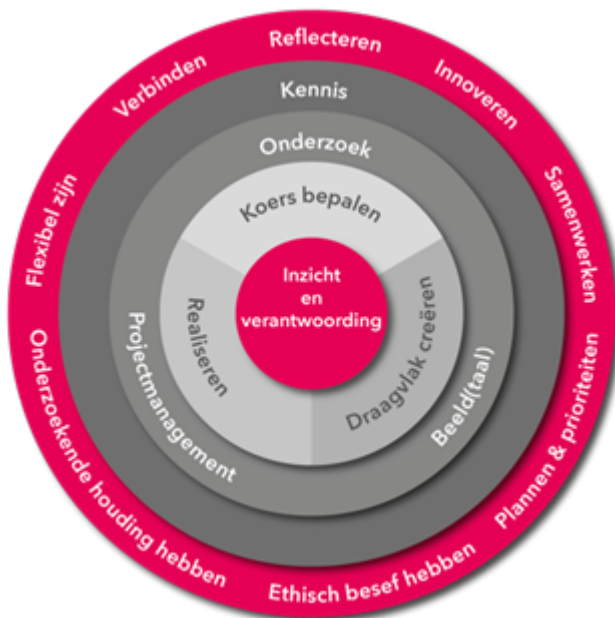 Reflecteren
Verbinden
Innoveren
Kennis
Onderzoek
Samenwerken
Flexibel zijn
Koers bepalen
Inzicht
en
verantwoording
Realiseren
Draagvlak creëren
Projectmanagement
Beeld(taal)
Onderzoekende houding hebben
Plannen & prioriteiten
Ethisch besef hebben